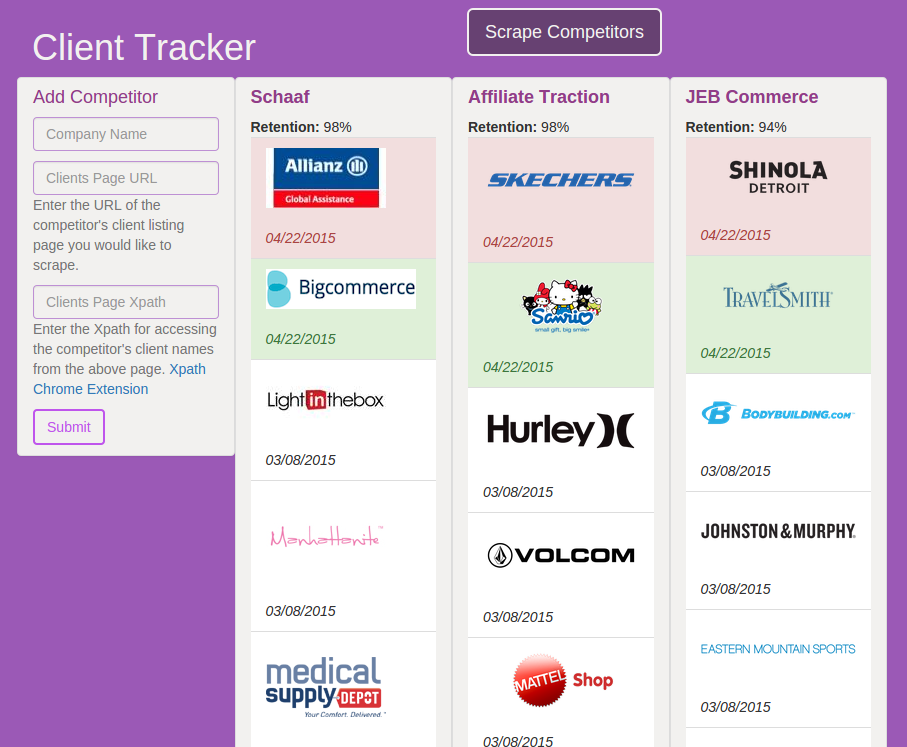 Client Tracker
Scrape Competitors
Add Competitor
Company Name
Clients Page URL
Enter the URL of the
competitor's client listing
page you would like to
scrape.
Clients Page Xpath
Enter the Xpath for accessing
the competitor's client names
from the above page. Xpath
Chrome Extension
Submit
Schaaf
Retention: 98%
Allianz
Global Assistance
04/22/2015
Bigcommerce
04/22/2015
Lightinthebox
03/08/2015
Manhattanite™
03/08/2015
medical
supply DEPOT
Your Comfort. Delivered.™
Affiliate Traction
Retention: 98%
SKECHERS
04/22/2015
Sanrio
small gift, big smile
04/22/2015
Hurley
03/08/2015
VOLCOM
03/08/2015
MATTEL Shop
03/08/2015
JEB Commerce
Retention: 94%
SHINOLA
DETROIT
04/22/2015
TRAVELSMITH
04/22/2015
BODYBUILDING.COM
03/08/2015
JOHNSTON & MURPHY
03/08/2015
EASTERN MOUNTAIN SPORTS
03/08/2015